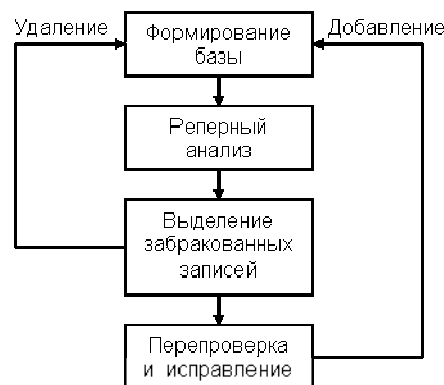 Удаление
Формирование
базы
Добавление
Реперный
анализ
Выделение
забракованных
записей
Перепроверка
и исправление